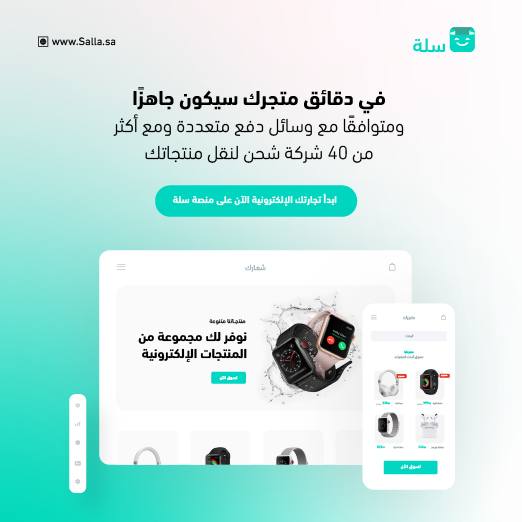 www.Salla.sa
سلة
في دقائق متجرك سيكون جاهزًا
ومتوافقًا مع وسائل دفع متعددة ومع أكثر
من 40 شركة شحن لنقل منتجاتك
ابدأ تجارتك الإلكترونية الآن على منصة سلة
شعارك
منتجاتنا متنوعة
نوفر لك مجموعة من
المنتجات الإلكترونية
تسوق الآن
تسوق الآن